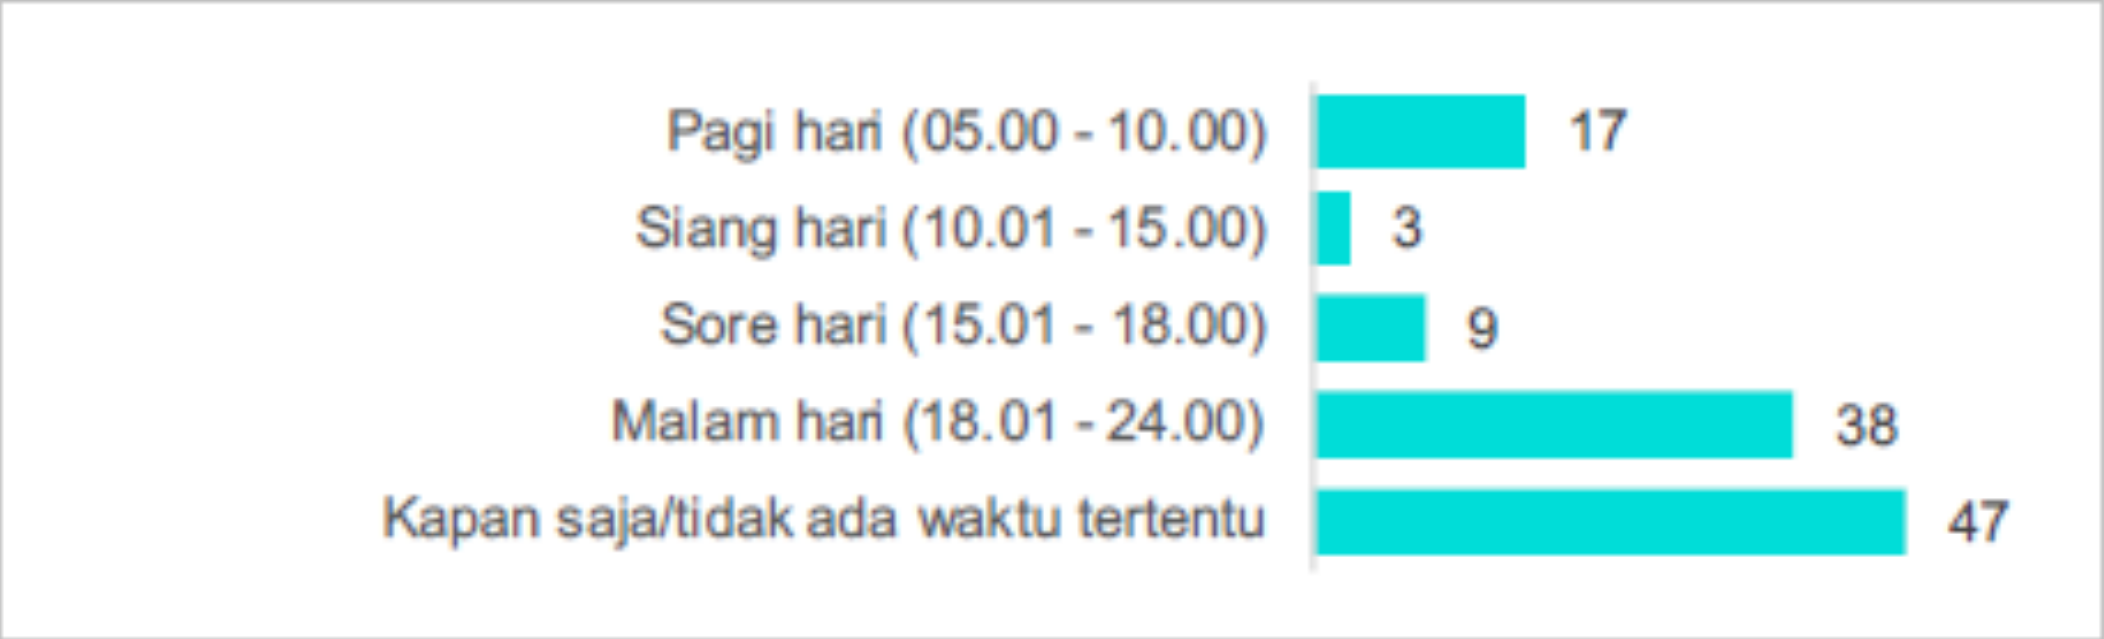 Pagi hari (05.00 - 10.00) 17
Siang hari (10.01 - 15.00) 3
Sore hari (15.01 - 18.00) 9
Malam hari (18.01 - 24.00) 38
Kapan saja/tidak ada waktu tertentu 47